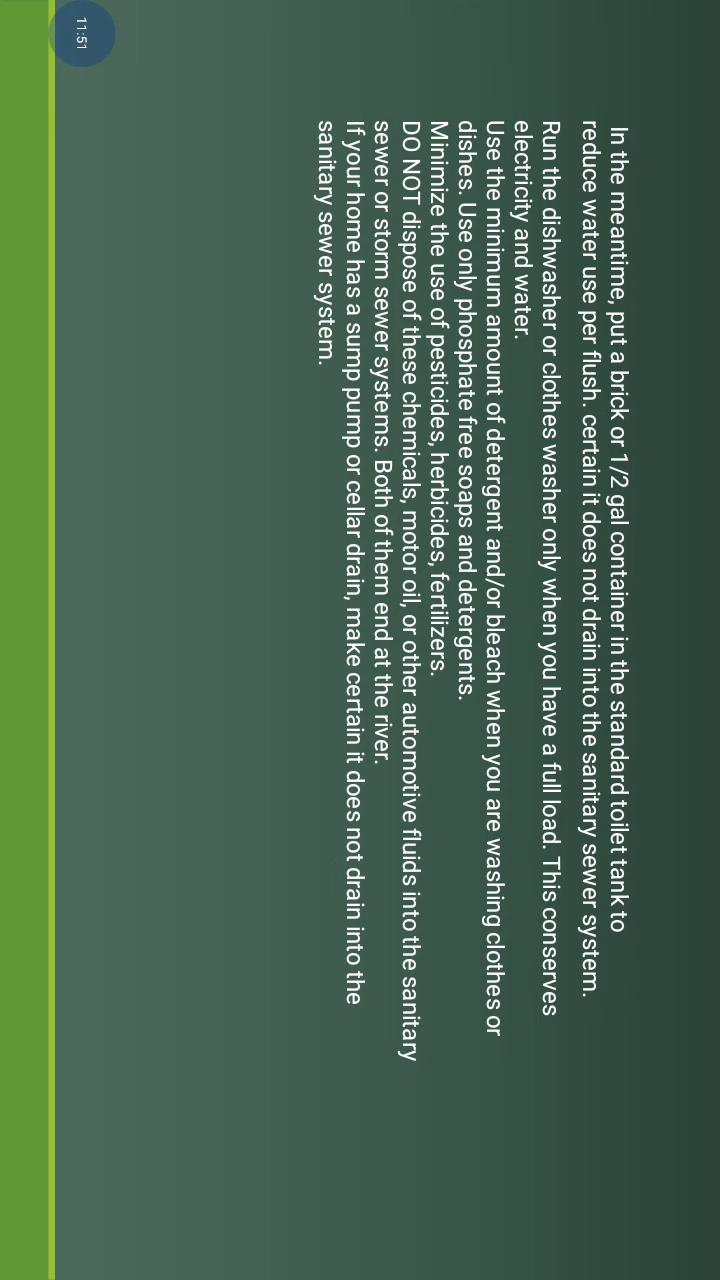 In the meantime, put a brick or 1/2 gal container in the standard toilet tank to
reduce water use per flush. certain it does not drain into the sanitary sewer system.
Run the dishwasher or clothes washer only when you have a full load. This conserves
electricity and water.
Use the minimum amount of detergent and/or bleach when you are washing clothes or
dishes. Use only phosphate free soaps and detergents.
Minimize the use of pesticides, herbicides, fertilizers.
DO NOT dispose of these chemicals, motor oil, or other automotive fluids into the sanitary
sewer or storm sewer systems. Both of them end at the river.
If your home has a sump pump or cellar drain, make certain it does not drain into the
sanitary sewer system.
11:51